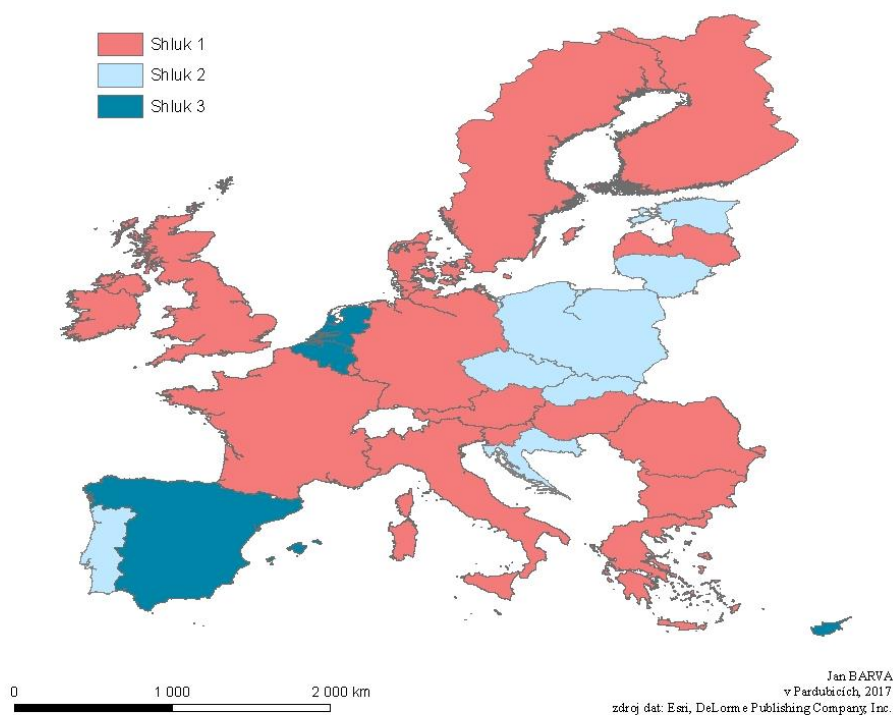 Shluk 1
Shluk 2
Shluk 3
0 1 000 2 000 km
Jan BARVA
v Pardubicích, 2017
zdroj dat: Esri, DeLorme Publishing Company, Inc.